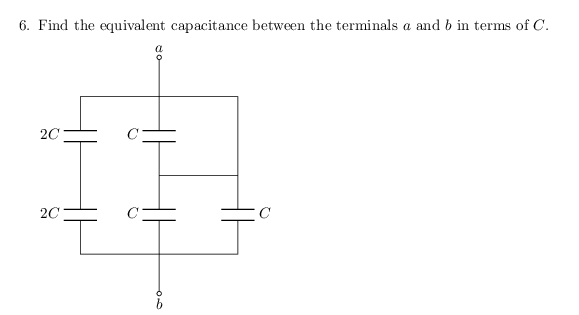 6. Find the equivalent capacitance between the terminals a and b in terms of C.
a
2C
C
2C
C
C
b